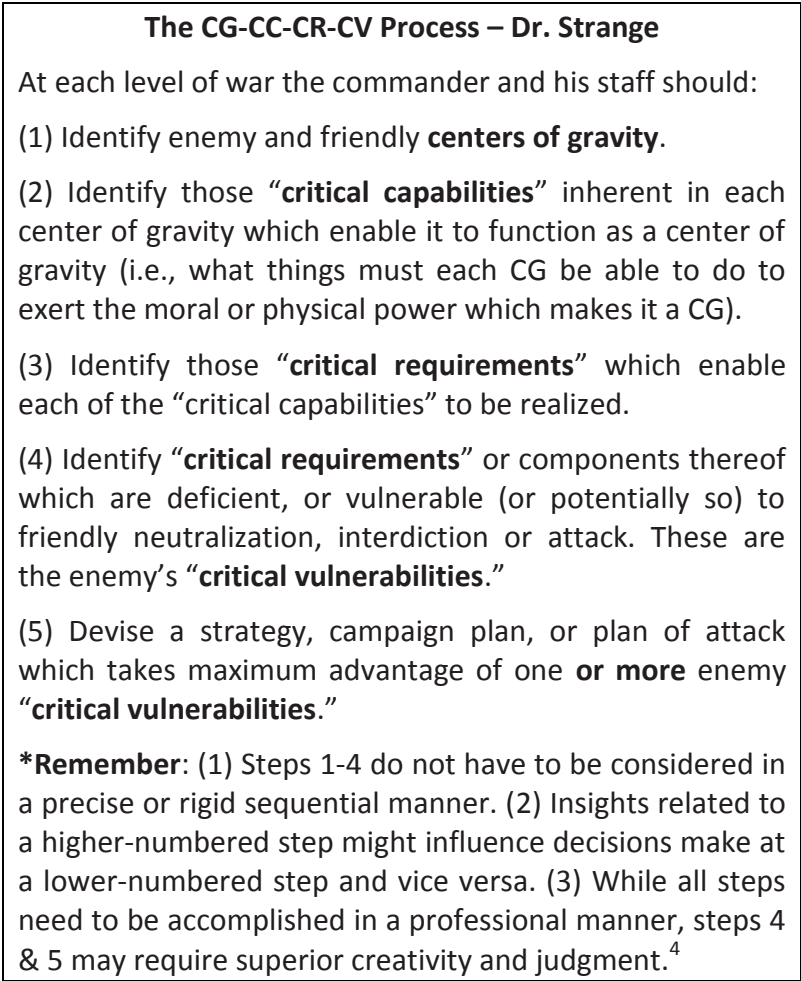 The CG-CC-CR-CV Process – Dr. Strange
At each level of war the commander and his staff should:
(1) Identify enemy and friendly centers of gravity.
(2) Identify those “critical capabilities” inherent in each
center of gravity which enable it to function as a center of
gravity (i.e., what things must each CG be able to do to
exert the moral or physical power which makes it a CG).
(3) Identify those “critical requirements” which enable
each of the “critical capabilities” to be realized.
(4) Identify “critical requirements” or components thereof
which are deficient, or vulnerable (or potentially so) to
friendly neutralization, interdiction or attack. These are
the enemy’s “critical vulnerabilities.”
(5) Devise a strategy, campaign plan, or plan of attack
which takes maximum advantage of one or more enemy
“critical vulnerabilities.”
*Remember: (1) Steps 1-4 do not have to be considered in
a precise or rigid sequential manner. (2) Insights related to
a higher-numbered step might influence decisions make at
a lower-numbered step and vice versa. (3) While all steps
need to be accomplished in a professional manner, steps 4
& 5 may require superior creativity and judgment.4